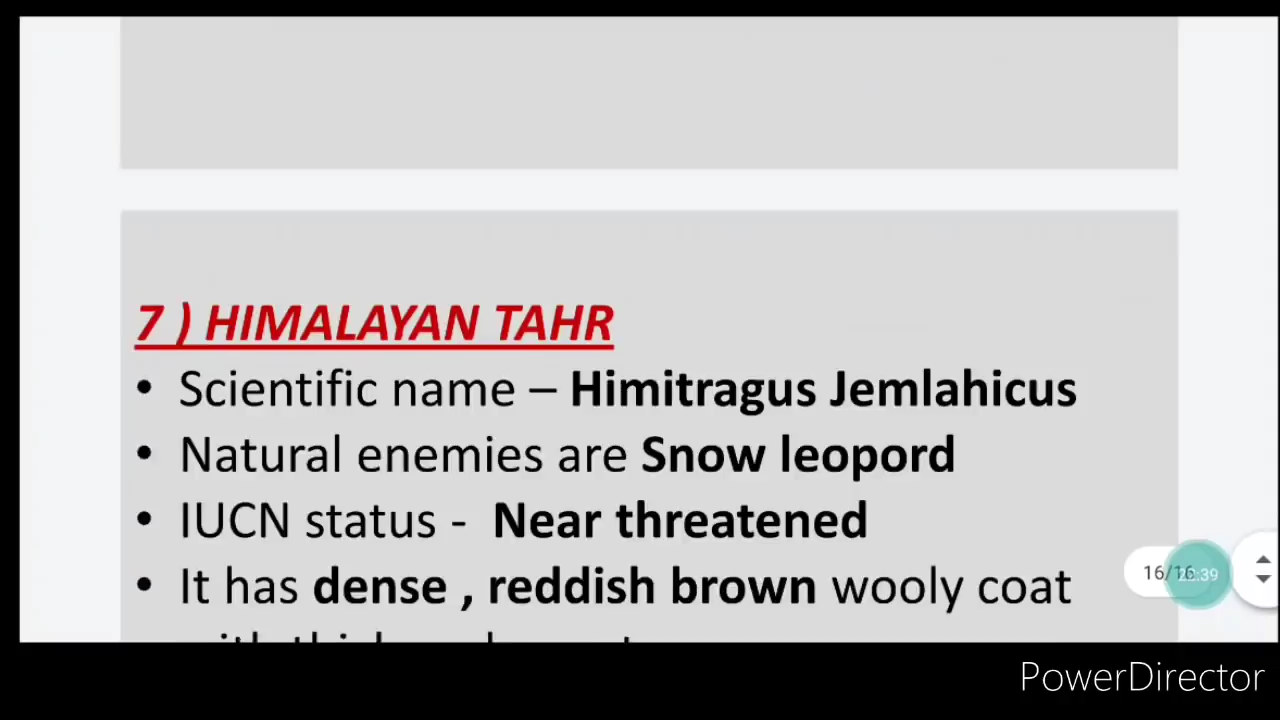 7 ) HIMALAYAN TAHR
• Scientific name – Himitragus Jemlahicus
• Natural enemies are Snow leopord
• IUCN status - Near threatened
• It has dense , reddish brown wooly coat
16/16
PowerDirector